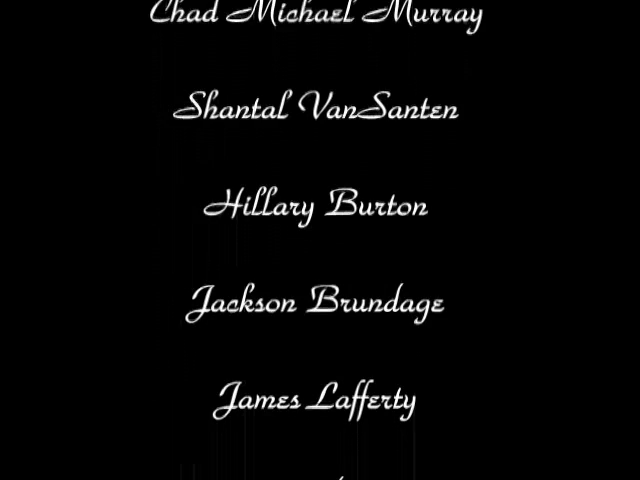 Chad Michael Murray
Shantal VanSanten
Hillary Burton
Jackson Brundage
James Lafferty